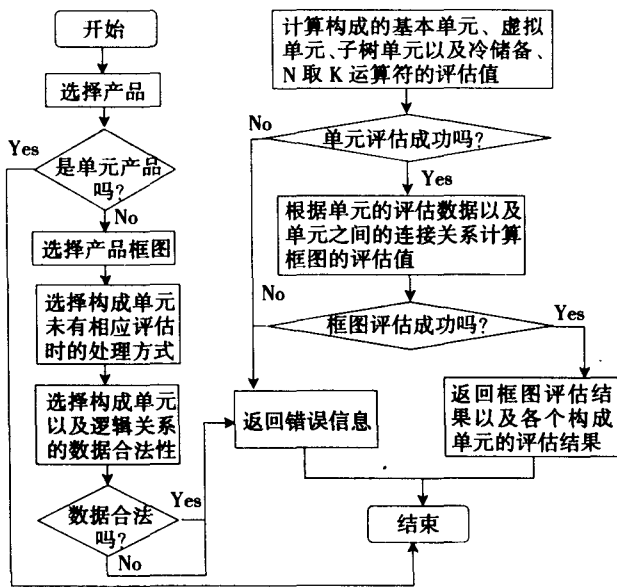 开始
选择产品
Yes
是单元产品
吗?
No
选择产品框图
选择构成单元
未有相应评估
时的处理方式
选择构成单元
以及逻辑关系
的数据合法性
数据合法
吗?
Yes
No
计算构成的基本单元、虚拟
单元、子树单元以及冷储备、
N 取 K 运算符的评估值
No
单元评估成功吗?
Yes
根据单元的评估数据以及
单元之间的连接关系计算
框图的评估值
No
框图评估成功吗?
Yes
返回错误信息
返回框图评估结
果以及各个构成
单元的评估结果
结束